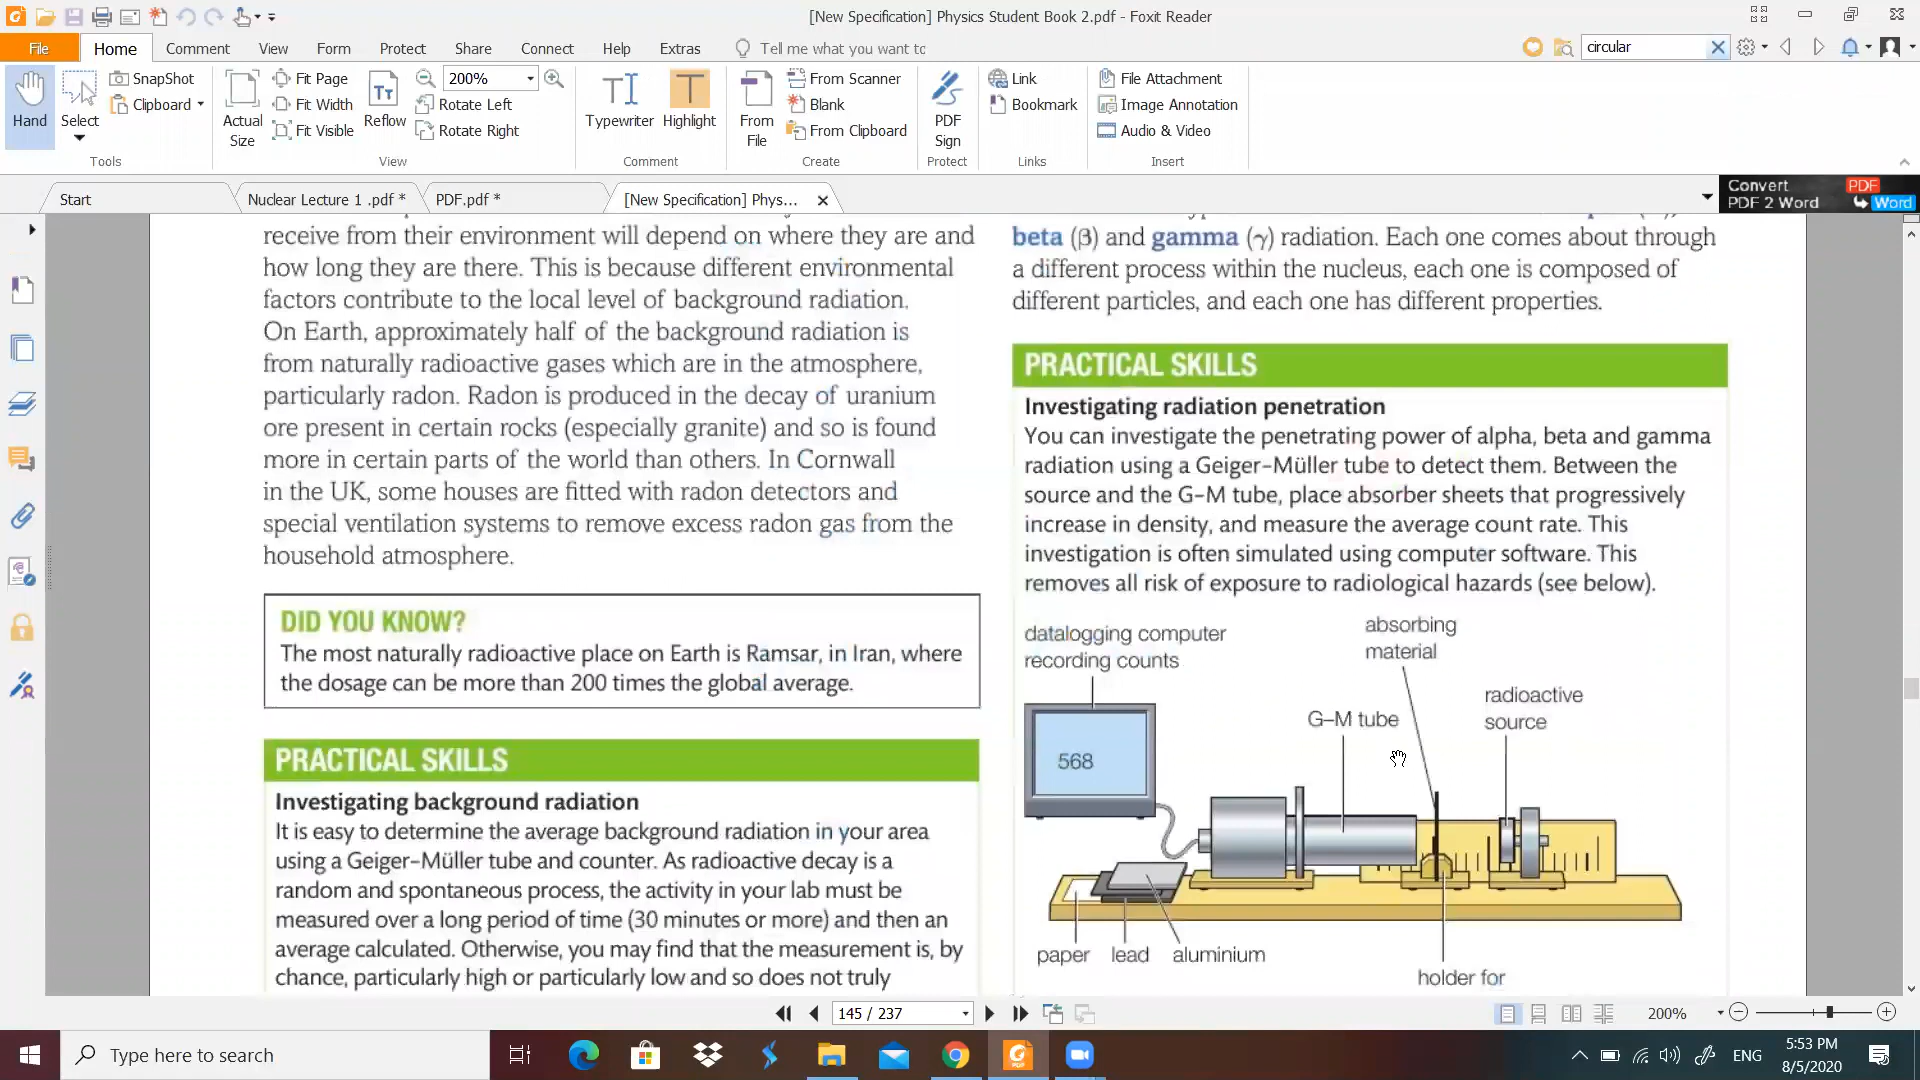 [New Specification] Physics Student Book 2.pdf - Foxit Reader
File Home Comment View Form Protect Share Connect Help Extras Tell me what you want to
circular
Hand
Select
SnapShot
Clipboard
Tools
Actual Size
Fit Page
Fit Width
Fit Visible
Reflow
200%
Rotate Left
Rotate Right
View
Typewriter
Highlight
Comment
From File
From Scanner
Blank
From Clipboard
Create
PDF Sign
Protect
Link
Bookmark
Links
File Attachment
Image Annotation
Audio & Video
Insert
Start
Nuclear Lecture 1 .pdf *
PDF.pdf *
[New Specification] Phys...
Convert PDF
PDF 2 Word Word
receive from their environment will depend on where they are and
how long they are there. This is because different environmental
factors contribute to the local level of background radiation.
On Earth, approximately half of the background radiation is
from naturally radioactive gases which are in the atmosphere,
particularly radon. Radon is produced in the decay of uranium
ore present in certain rocks (especially granite) and so is found
more in certain parts of the world than others. In Cornwall
in the UK, some houses are fitted with radon detectors and
special ventilation systems to remove excess radon gas from the
household atmosphere.
DID YOU KNOW?
The most naturally radioactive place on Earth is Ramsar, in Iran, where
the dosage can be more than 200 times the global average.
PRACTICAL SKILLS
Investigating background radiation
It is easy to determine the average background radiation in your area
using a Geiger–Müller tube and counter. As radioactive decay is a
random and spontaneous process, the activity in your lab must be
measured over a long period of time (30 minutes or more) and then an
average calculated. Otherwise, you may find that the measurement is, by
chance, particularly high or particularly low and so does not truly
beta (β) and gamma (γ) radiation. Each one comes about through
a different process within the nucleus, each one is composed of
different particles, and each one has different properties.
PRACTICAL SKILLS
Investigating radiation penetration
You can investigate the penetrating power of alpha, beta and gamma
radiation using a Geiger–Müller tube to detect them. Between the
source and the G–M tube, place absorber sheets that progressively
increase in density, and measure the average count rate. This
investigation is often simulated using computer software. This
removes all risk of exposure to radiological hazards (see below).
datalogging computer
recording counts
absorbing
material
G–M tube
radioactive
source
568
paper
lead
aluminium
holder for
145 / 237
200%
Type here to search
ENG
5:53 PM
8/5/2020